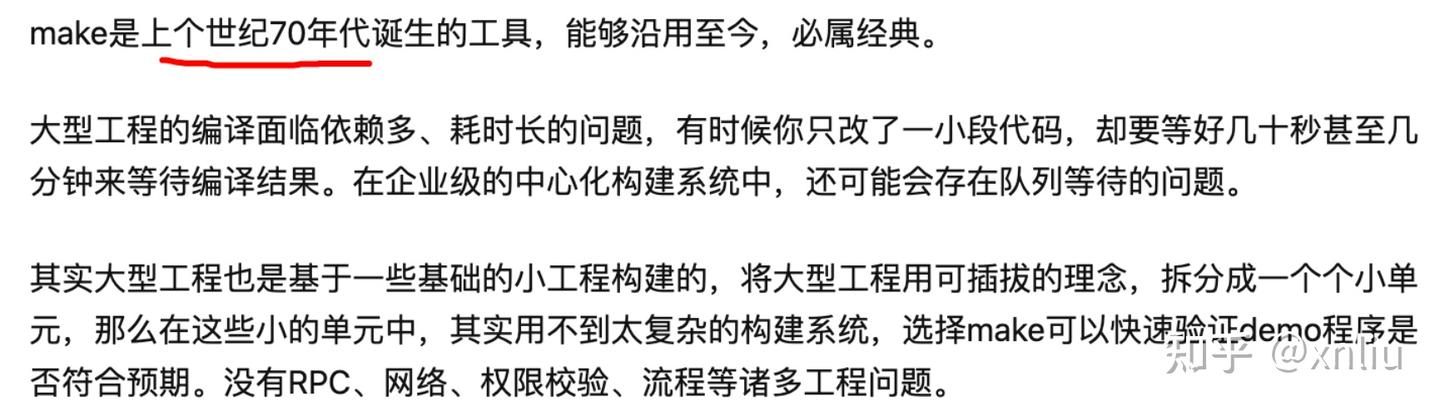 make是上个世纪70年代诞生的工具，能够沿用至今，必属经典。
大型工程的编译面临依赖多、耗时长的问题，有时候你只改了一小段代码，却要等好几十秒甚至几
分钟来等待编译结果。在企业级的中心化构建系统中，还可能会存在队列等待的问题。
其实大型工程也是基于一些基础的小工程构建的，将大型工程用可插拔的理念，拆分成一个个小单
元，那么在这些小的单元中，其实用不到太复杂的构建系统，选择make可以快速验证demo程序是
否符合预期。没有RPC、网络、权限校验、流程等诸多工程问题。
知乎 @xnliu